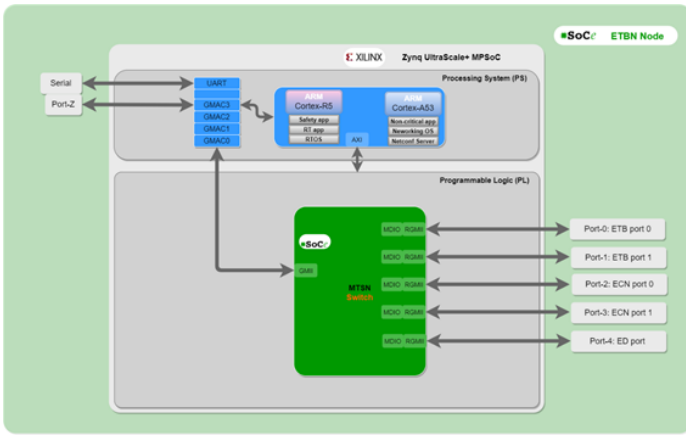 SoCe ETBN Node
XILINX Zynq UltraScale+ MPSoC
Processing System (PS)
Serial
Port-Z
UART
GMAC3
GMAC2
GMAC1
GMAC0
ARM
Cortex-R5
Safety app
RT app
RTOS
AXI
ARM
Cortex-A53
Non-critical app
Neworking OS
Netconf Server
Programmable Logic (PL)
SoCe
GMII
MTSN
Switch
MDIO RGMII
MDIO RGMII
MDIO RGMII
MDIO RGMII
MDIO RGMII
Port-0: ETB port 0
Port-1: ETB port 1
Port-2: ECN port 0
Port-3: ECN port 1
Port-4: ED port